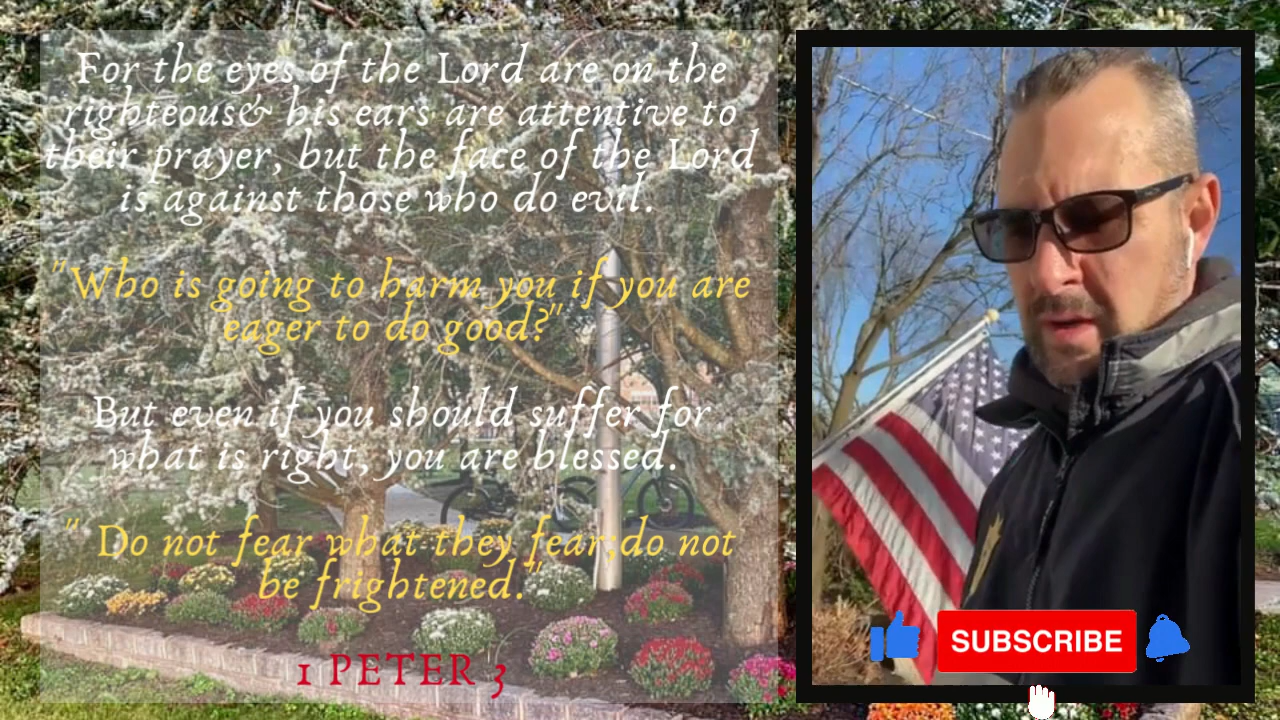 For the eyes of the Lord are on the
righteous& his ears are attentive to
their prayer, but the face of the Lord
is against those who do evil.
"Who is going to harm you if you are
eager to do good?"
But even if you should suffer for
what is right, you are blessed.
" Do not fear what they fear;do not
be frightened."
1 PETER 3
SUBSCRIBE